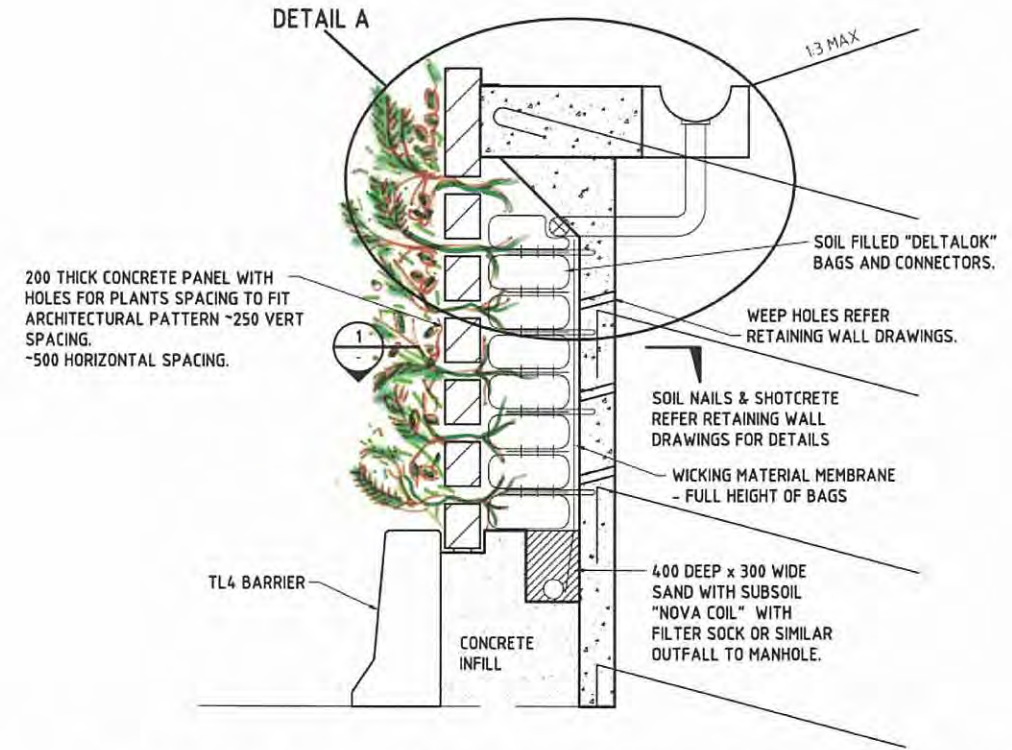 DETAIL A
1:3 MAX
SOIL FILLED "DELTALOK"
BAGS AND CONNECTORS.
200 THICK CONCRETE PANEL WITH
HOLES FOR PLANTS SPACING TO FIT
ARCHITECTURAL PATTERN ~250 VERT
SPACING.
~500 HORIZONTAL SPACING.
WEEP HOLES REFER
RETAINING WALL DRAWINGS.
1
-
SOIL NAILS & SHOTCRETE
REFER RETAINING WALL
DRAWINGS FOR DETAILS
WICKING MATERIAL MEMBRANE
- FULL HEIGHT OF BAGS
TL4 BARRIER
400 DEEP x 300 WIDE
SAND WITH SUBSOIL
"NOVA COIL" WITH
FILTER SOCK OR SIMILAR
OUTFALL TO MANHOLE.
CONCRETE
INFILL